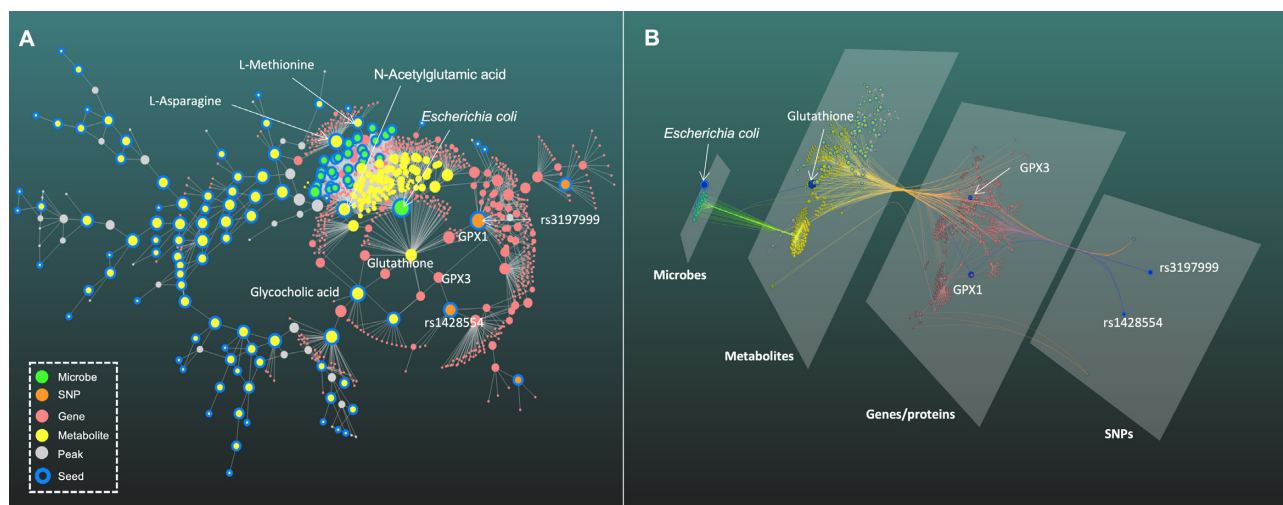 A
L-Methionine
N-Acetylglutamic acid
L-Asparagine
Escherichia coli
rs3197999
GPX1
Glutathione
GPX3
Glycocholic acid
rs1428554
Microbe
SNP
Gene
Metabolite
Peak
Seed
B
Escherichia coli
Glutathione
GPX3
Microbes
rs3197999
GPX1
rs1428554
Metabolites
Genes/proteins
SNPs